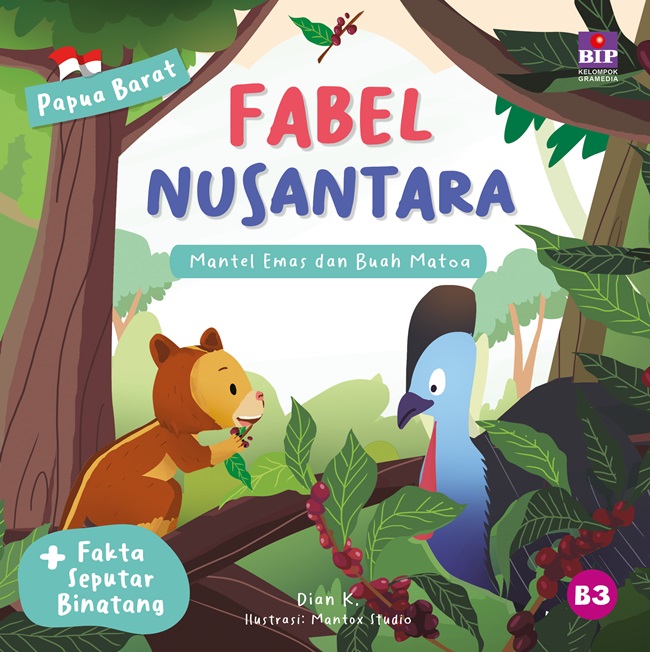 BIP
KELOMPOK
GRAMEDIA
Papua Barat
FABEL
NUSANTARA
Mantel Emas dan Buah Matoa
+ Fakta
Seputar
Binatang
Dian K.
Ilustrasi: Mantox Studio
B3